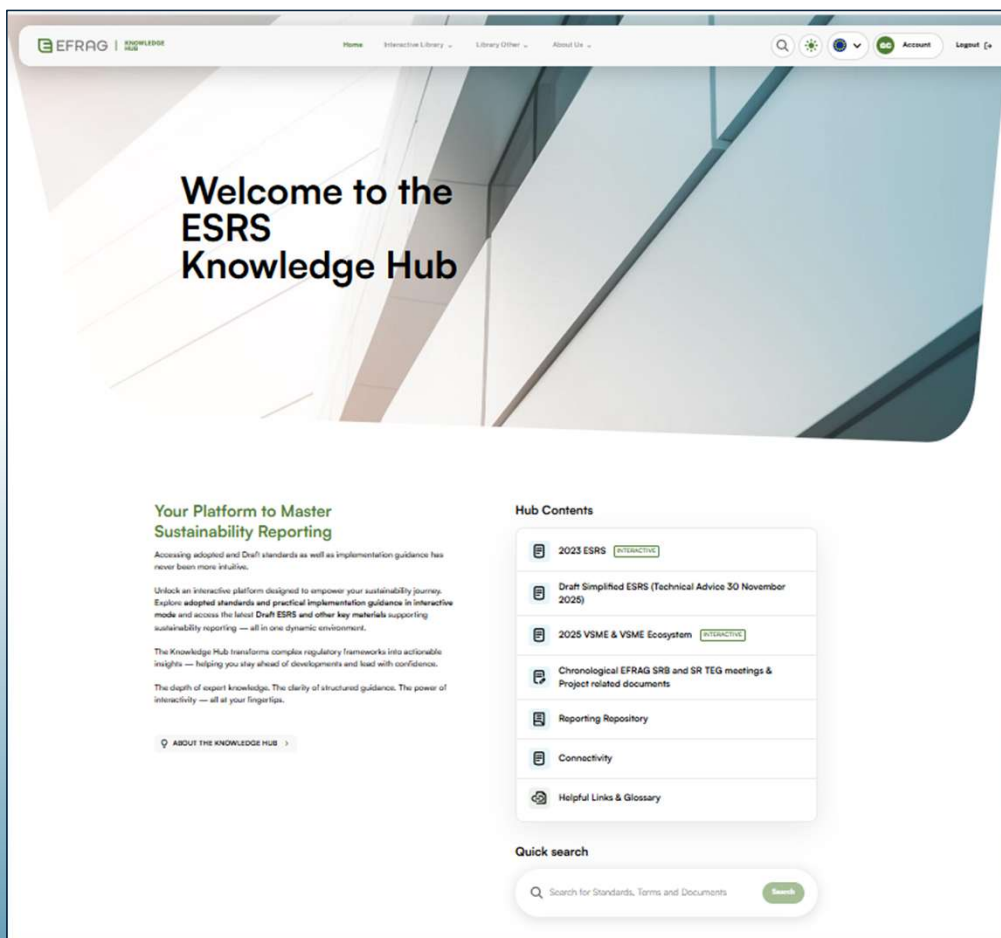 EFRAG | KNOWLEDGE HUB
Home
Interactive Library
Library Other
About Us
GC
Account
Logout
Welcome to the
ESRS
Knowledge Hub
Your Platform to Master
Sustainability Reporting
Accessing adopted and Draft standards as well as implementation guidance has
never been more intuitive.
Unlock an interactive platform designed to empower your sustainability journey.
Explore adopted standards and practical implementation guidance in interactive
mode and access the latest Draft ESRS and other key materials supporting
sustainability reporting — all in one dynamic environment.
The Knowledge Hub transforms complex regulatory frameworks into actionable
insights — helping you stay ahead of developments and lead with confidence.
The depth of expert knowledge. The clarity of structured guidance. The power of
interactivity — all at your fingertips.
ABOUT THE KNOWLEDGE HUB
Hub Contents
2023 ESRS INTERACTIVE
Draft Simplified ESRS (Technical Advice 30 November
2025)
2025 VSME & VSME Ecosystem INTERACTIVE
Chronological EFRAG SRB and SR TEG meetings &
Project related documents
Reporting Repository
Connectivity
Helpful Links & Glossary
Quick search
Search for Standards, Terms and Documents
Search